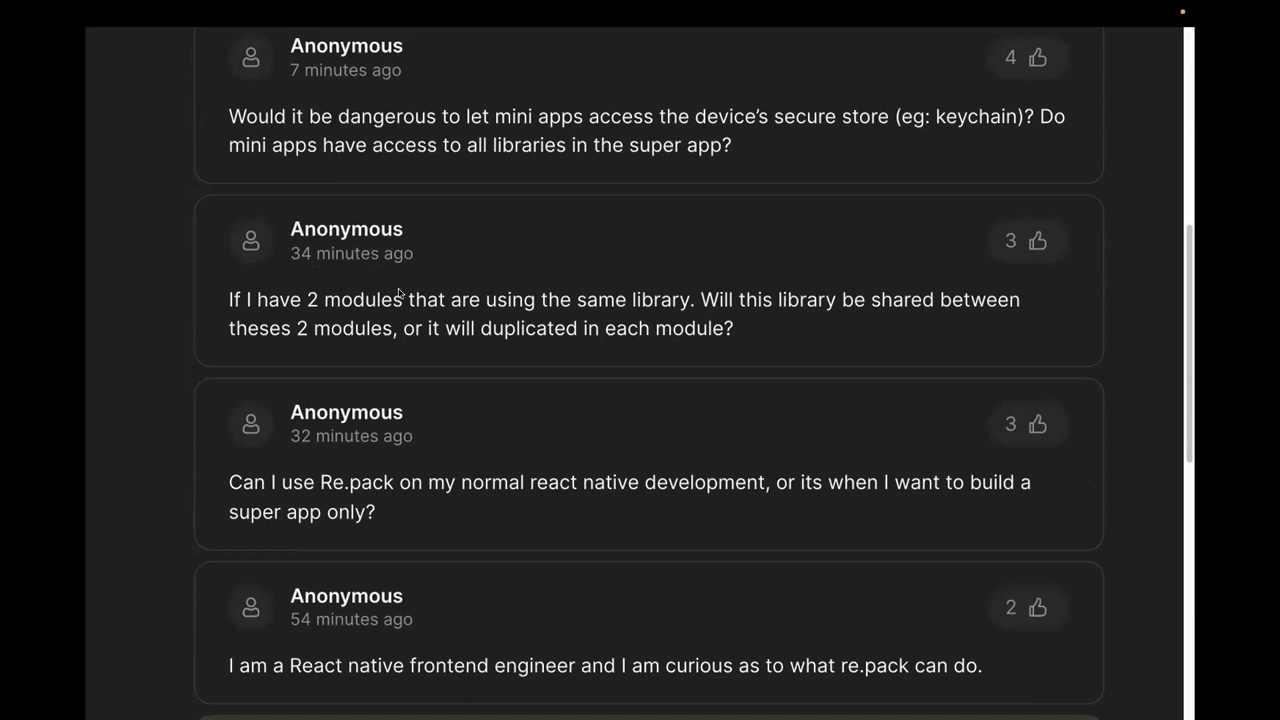 Anonymous
7 minutes ago
4
Would it be dangerous to let mini apps access the device’s secure store (eg: keychain)? Do
mini apps have access to all libraries in the super app?
Anonymous
34 minutes ago
3
If I have 2 modules that are using the same library. Will this library be shared between
theses 2 modules, or it will duplicated in each module?
Anonymous
32 minutes ago
3
Can I use Re.pack on my normal react native development, or its when I want to build a
super app only?
Anonymous
54 minutes ago
2
I am a React native frontend engineer and I am curious as to what re.pack can do.